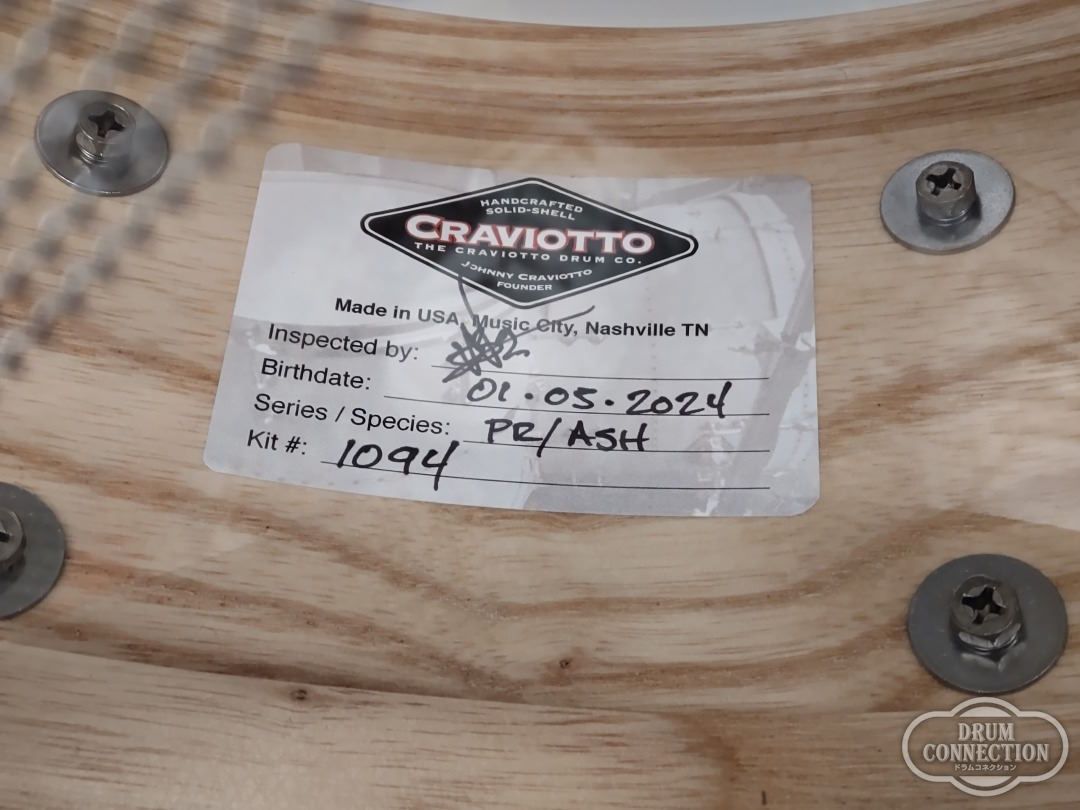 HANDCRAFTED
SOLID-SHELL
CRAVIOTTO
THE CRAVIOTTO DRUM CO.
JOHNNY CRAVIOTTO
FOUNDER
Made in USA, Music City, Nashville TN
Inspected by: #2
Birthdate: 01.05.2024
Series / Species: PR/ASH
Kit #: 1094
DRUM
CONNECTION
ドラムコネクション